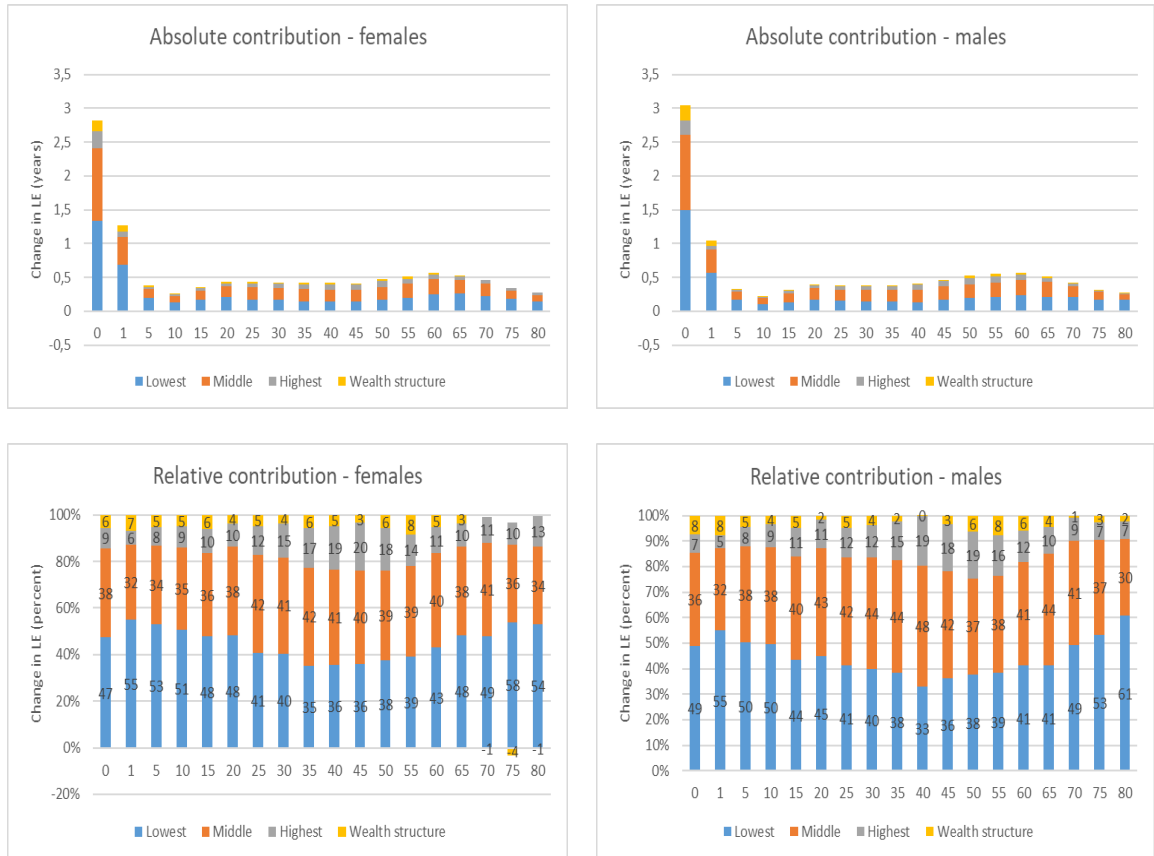 Absolute contribution - females
Change in LE (years)
3,5
3
2,5
2
1,5
1
0,5
0
-0,5
0 1 5 10 15 20 25 30 35 40 45 50 55 60 65 70 75 80
Lowest Middle Highest Wealth structure
Absolute contribution - males
Change in LE (years)
3,5
3
2,5
2
1,5
1
0,5
0
-0,5
0 1 5 10 15 20 25 30 35 40 45 50 55 60 65 70 75 80
Lowest Middle Highest Wealth structure
Relative contribution - females
Change in LE (percent)
100%
80%
60%
40%
20%
0%
-20%
6 7 5 5 6 4 5 4 6 5 3 6 8 5 3 -1 -4 -1
9 6 8 9 10 10 12 15 17 19 20 18 14 11 10 11 10 13
38 32 34 35 36 38 42 41 42 41 40 39 39 40 38 41 36 34
47 55 53 51 48 48 41 40 35 36 36 38 39 43 48 49 58 54
0 1 5 10 15 20 25 30 35 40 45 50 55 60 65 70 75 80
Lowest Middle Highest Wealth structure
Relative contribution - males
Change in LE (percent)
100%
90%
80%
70%
60%
50%
40%
30%
20%
10%
0%
8 8 5 4 5 2 5 4 2 0 3 6 8 6 4 1 3 2
7 5 8 9 11 11 12 12 15 19 18 19 16 12 10 9 7 7
36 32 38 38 40 43 42 44 44 48 42 37 38 41 44 41 37 30
49 55 50 50 44 45 41 40 38 33 36 38 39 41 41 49 53 61
0 1 5 10 15 20 25 30 35 40 45 50 55 60 65 70 75 80
Lowest Middle Highest Wealth structure